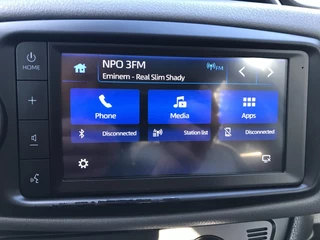 HOME
NPO 3FM
FM
Eminem - Real Slim Shady
Phone
Media
Apps
Disconnected
Station list
Disconnected